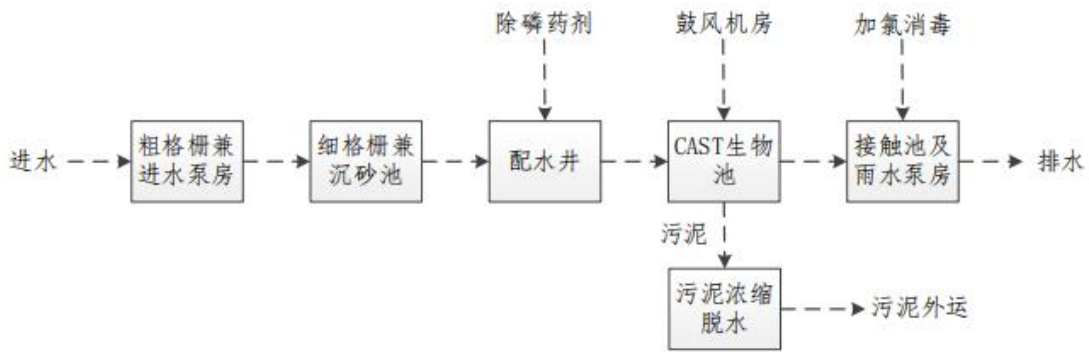 除磷药剂
鼓风机房
加氯消毒
进水
粗格栅兼
进水泵房
细格栅兼
沉砂池
配水井
CAST生物
池
接触池及
雨水泵房
排水
污泥
污泥浓缩
脱水
污泥外运